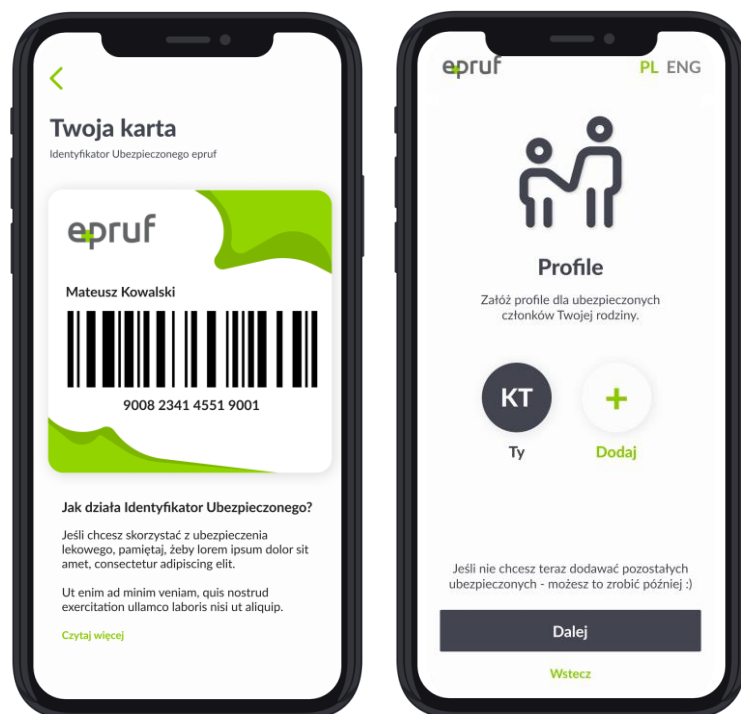 Twoja karta
Identyfikator Ubezpieczonego epruf
epruf
Mateusz Kowalski
9008 2341 4551 9001
Jak działa Identyfikator Ubezpieczonego?
Jeśli chcesz skorzystać z ubezpieczenia
lekowego, pamiętaj, żeby lorem ipsum dolor sit
amet, consectetur adipiscing elit.
Ut enim ad minim veniam, quis nostrud
exercitation ullamco laboris nisi ut aliquip.
Czytaj więcej
epruf
PL ENG
Profile
Załóż profile dla ubezpieczonych
członków Twojej rodziny.
KT
+
Ty
Dodaj
Jeśli nie chcesz teraz dodawać pozostałych
ubezpieczonych - możesz to zrobić później :)
Dalej
Wstecz